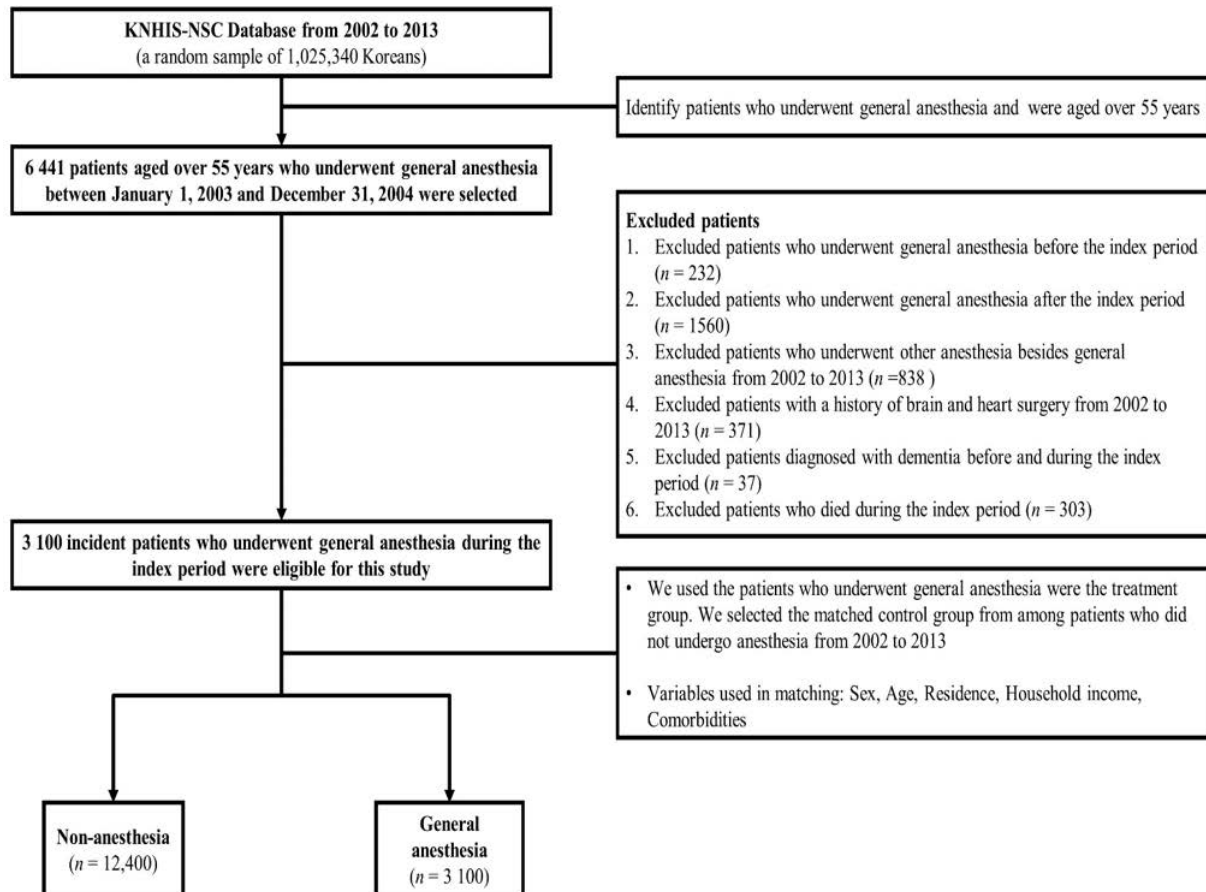 KNHIS-NSC Database from 2002 to 2013
(a random sample of 1,025,340 Koreans)
Identify patients who underwent general anesthesia and were aged over 55 years
6 441 patients aged over 55 years who underwent general anesthesia
between January 1, 2003 and December 31, 2004 were selected
Excluded patients
1. Excluded patients who underwent general anesthesia before the index period
(n = 232)
2. Excluded patients who underwent general anesthesia after the index period
(n = 1560)
3. Excluded patients who underwent other anesthesia besides general
anesthesia from 2002 to 2013 (n =838 )
4. Excluded patients with a history of brain and heart surgery from 2002 to
2013 (n = 371)
5. Excluded patients diagnosed with dementia before and during the index
period (n = 37)
6. Excluded patients who died during the index period (n = 303)
3 100 incident patients who underwent general anesthesia during the
index period were eligible for this study
• We used the patients who underwent general anesthesia were the treatment
group. We selected the matched control group from among patients who did
not undergo anesthesia from 2002 to 2013
• Variables used in matching: Sex, Age, Residence, Household income,
Comorbidities
Non-anesthesia
(n = 12,400)
General
anesthesia
(n = 3 100)